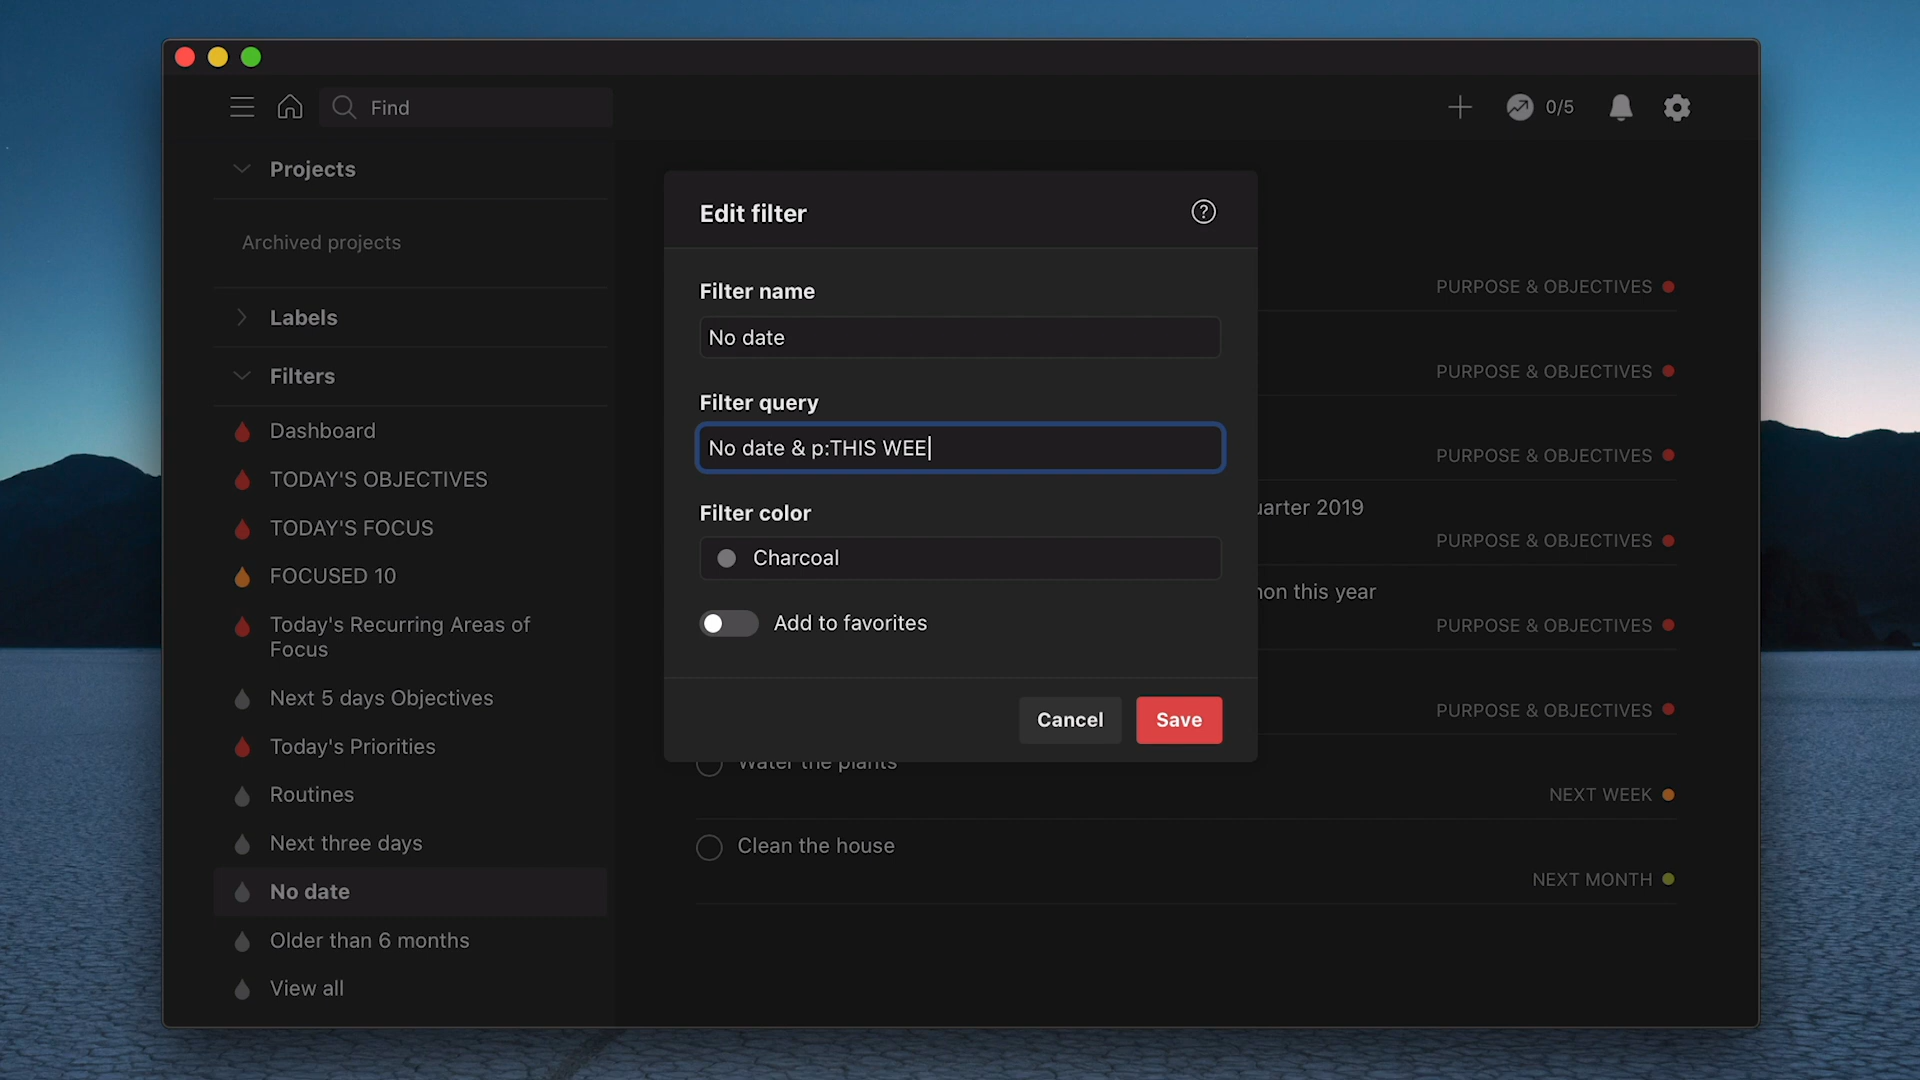 Find
0/5
Projects
Archived projects
Labels
Filters
Dashboard
TODAY'S OBJECTIVES
TODAY'S FOCUS
FOCUSED 10
Today's Recurring Areas of
Focus
Next 5 days Objectives
Today's Priorities
Routines
Next three days
No date
Older than 6 months
View all
Edit filter
?
Filter name
No date
Filter query
No date & p:THIS WEE
Filter color
Charcoal
Add to favorites
Cancel
Save
PURPOSE & OBJECTIVES
PURPOSE & OBJECTIVES
PURPOSE & OBJECTIVES
uarter 2019
PURPOSE & OBJECTIVES
this year
PURPOSE & OBJECTIVES
PURPOSE & OBJECTIVES
Water the plants
NEXT WEEK
Clean the house
NEXT MONTH